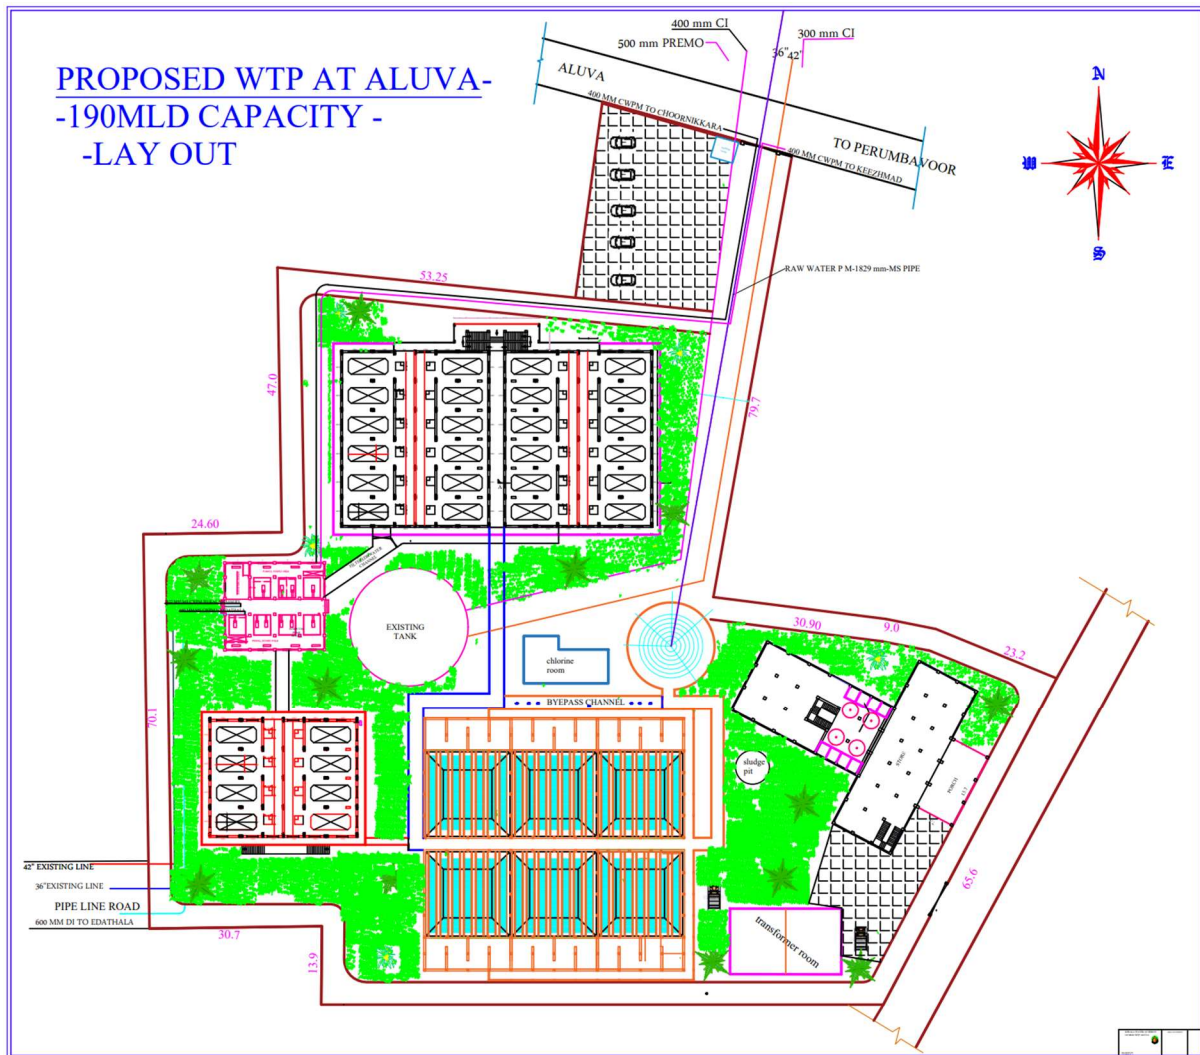 400 mm CI
500 mm PREMO
36" 42"
300 mm CI
PROPOSED WTP AT ALUVA-
-190MLD CAPACITY -
-LAY OUT
ALUVA
400 MM CWPM TO CHOORNIKKARA
TO PERUMBAVOOR
400 MM CWPM TO KEEZHMAD
N
S
RAW WATER P M-1829 mm-MS PIPE
53.25
47.0
79.7
24.60
EXISTING
TANK
chlorine
room
30.90
9.0
23.2
BYEPASS CHANNEL
70.1
sludge
pit
STORE
PORCH
65.6
42" EXISTING LINE
36"EXISTING LINE
PIPE LINE ROAD
600 MM DI TO EDATHALA
30.7
13.9
transformer room